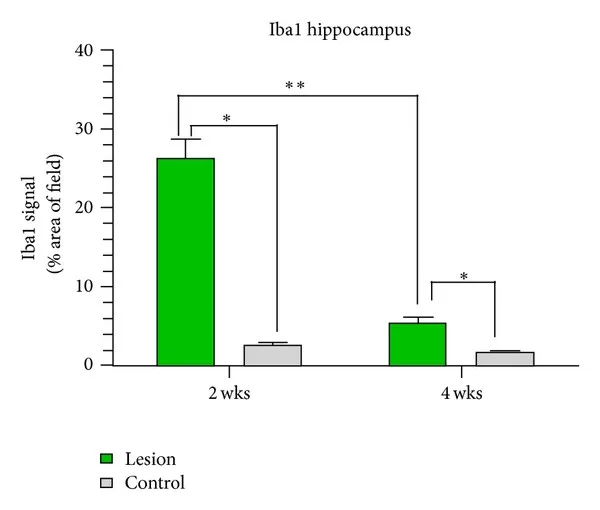 Iba1 hippocampus
40
30
20
10
0
Iba1 signal
(% area of field)
**
*
*
2 wks
4 wks
Lesion
Control